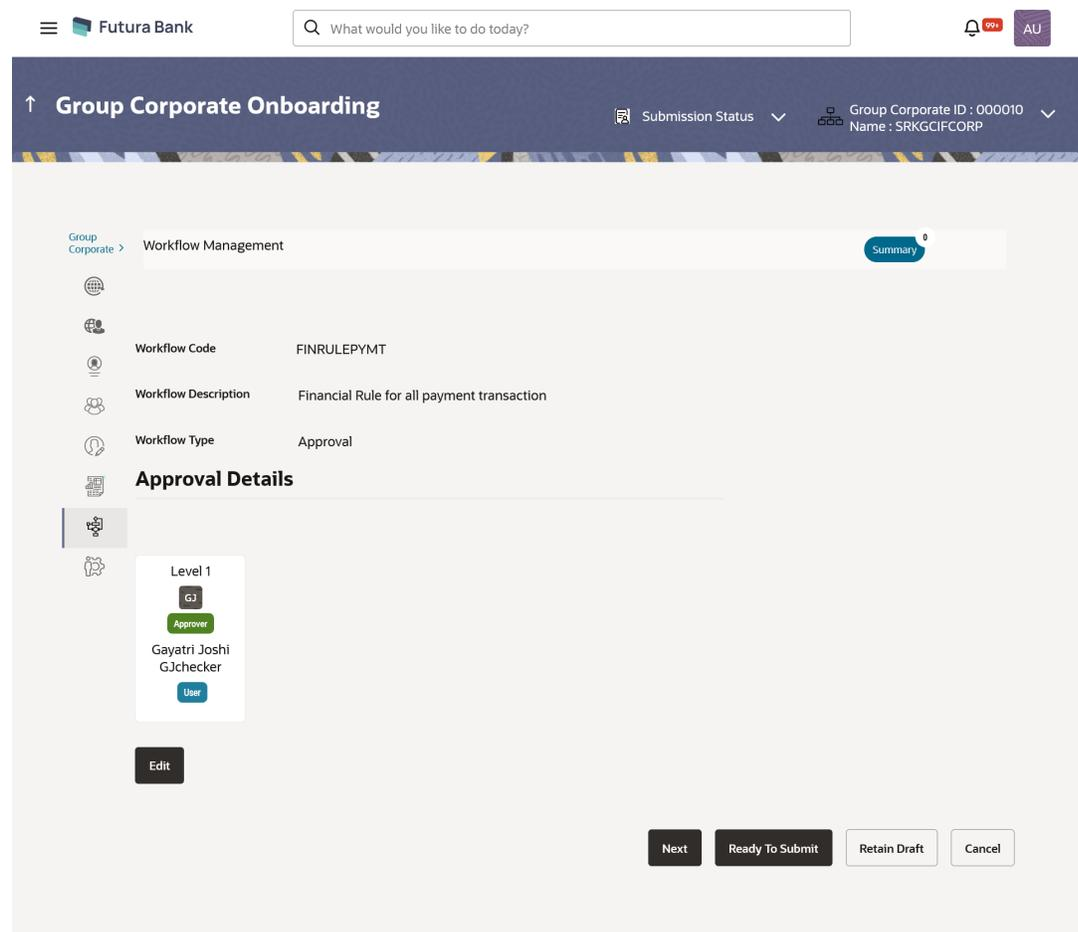 Futura Bank
What would you like to do today?
99+
AU
Group Corporate Onboarding
Submission Status
Group Corporate ID : 000010
Name : SRKGCIFCORP
Group
Corporate
Workflow Management
Summary
0
Workflow Code
FINRULEPYMT
Workflow Description
Financial Rule for all payment transaction
Workflow Type
Approval
Approval Details
Level 1
GJ
Approver
Gayatri Joshi
GJchecker
User
Edit
Next
Ready To Submit
Retain Draft
Cancel